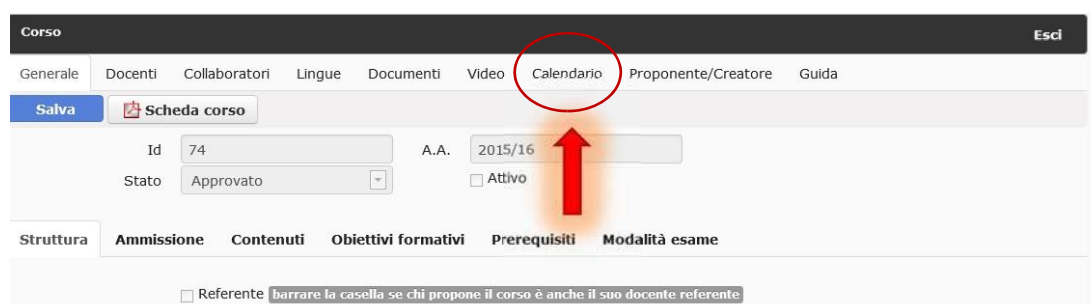 Corso Esci
Generale Docenti Collaboratori Lingue Documenti Video Calendario Proponente/Creatore Guida
Salva Scheda corso
Id 74 A.A. 2015/16
Stato Approvato Attivo
Struttura Ammissione Contenuti Obiettivi formativi Prerequisiti Modalità esame
Referente barrare la casella se chi propone il corso è anche il suo docente referente